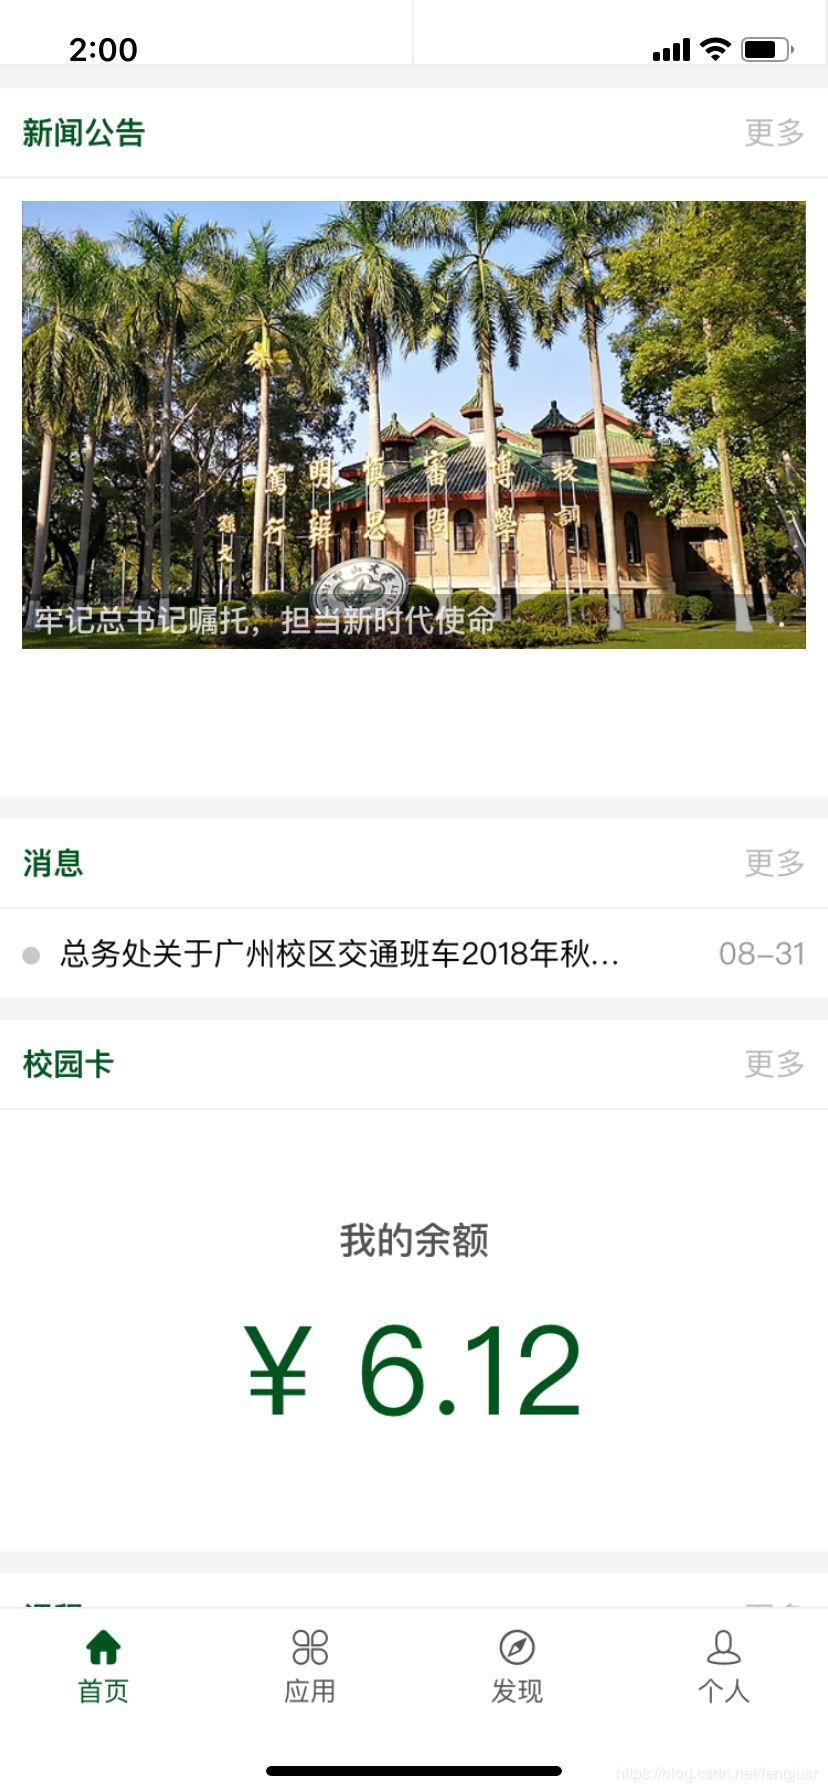 2:00
新闻公告
更多
明 慎 審 博 校
篤 辨 思 問 學 訓
孫文 行
牢记总书记嘱托，担当新时代使命
消息
更多
总务处关于广州校区交通班车2018年秋...
08-31
校园卡
更多
我的余额
¥ 6.12
首页
应用
发现
个人
https://blog.csdn.net/fengjusr